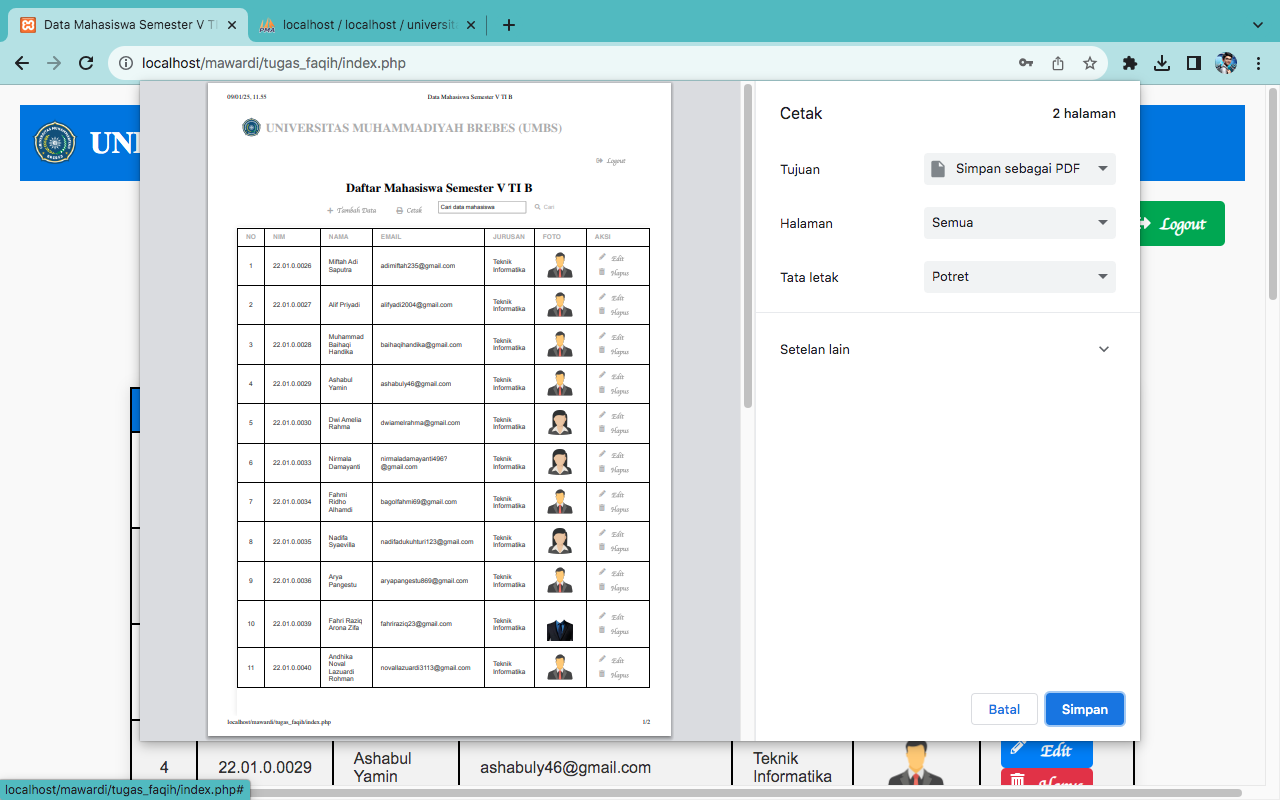 Data Mahasiswa Semester V TI
localhost / localhost / universit
localhost/mawardi/tugas_faqih/index.php
UNI
Logout
09/01/25, 11.55
Data Mahasiswa Semester V TI B
UNIVERSITAS MUHAMMADIYAH BREBES (UMBS)
Logout
Daftar Mahasiswa Semester V TI B
Tambah Data
Cetak
Cari data mahasiswa
Cari
NO NIM NAMA EMAIL JURUSAN FOTO AKSI
1 22.01.0.0026 Miftah Adi Saputra adimiftah235@gmail.com Teknik Informatika Edit Hapus
2 22.01.0.0027 Alif Priyadi alifyadi2004@gmail.com Teknik Informatika Edit Hapus
3 22.01.0.0028 Muhammad Baihaqi Handika baihaqihandika@gmail.com Teknik Informatika Edit Hapus
4 22.01.0.0029 Ashabul Yamin ashabuly46@gmail.com Teknik Informatika Edit Hapus
5 22.01.0.0030 Dwi Amelia Rahma dwiamelrahma@gmail.com Teknik Informatika Edit Hapus
6 22.01.0.0033 Nirmala Damayanti nirmaladamayanti496?@gmail.com Teknik Informatika Edit Hapus
7 22.01.0.0034 Fahmi Ridho Alhamdi bagolfahmi69@gmail.com Teknik Informatika Edit Hapus
8 22.01.0.0035 Nadifa Syaevilla nadifadukuhturi123@gmail.com Teknik Informatika Edit Hapus
9 22.01.0.0036 Arya Pangestu aryapangestu869@gmail.com Teknik Informatika Edit Hapus
10 22.01.0.0039 Fahri Raziq Arona Zifa fahriraziq23@gmail.com Teknik Informatika Edit Hapus
11 22.01.0.0040 Andhika Noval Lazuardi Rohman novallazuardi3113@gmail.com Teknik Informatika Edit Hapus
localhost/mawardi/tugas_faqih/index.php
1/2
Cetak
2 halaman
Tujuan
Simpan sebagai PDF
Halaman
Semua
Tata letak
Potret
Setelan lain
Batal
Simpan
4 22.01.0.0029 Ashabul Yamin ashabuly46@gmail.com Teknik Informatika Edit Hapus
localhost/mawardi/tugas_faqih/index.php#